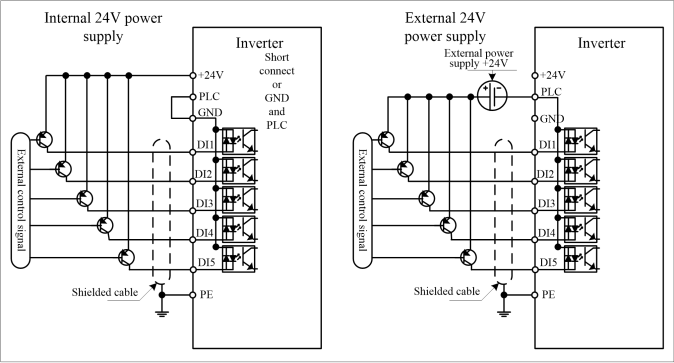 Internal 24V power
supply
Inverter
Short
connect
or
GND
and
PLC
+24V
PLC
GND
DI1
DI2
DI3
DI4
DI5
PE
External control signal
Shielded cable
External 24V
power supply
External power
supply +24V
Inverter
+24V
PLC
GND
DI1
DI2
DI3
DI4
DI5
PE
External control signal
Shielded cable